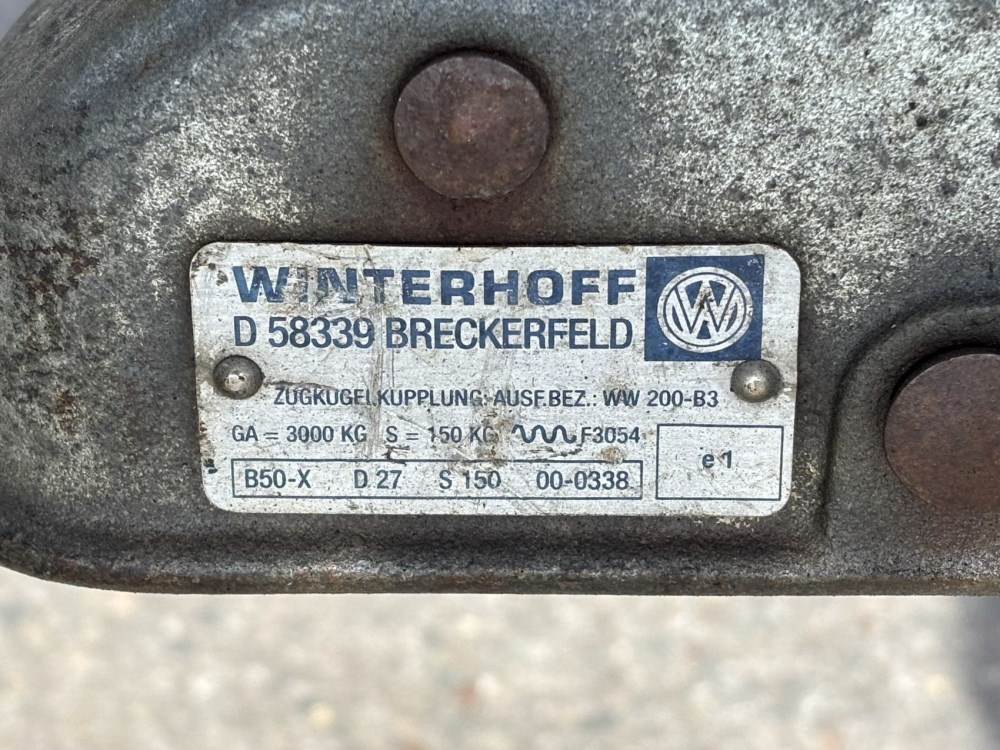 WINTERHOFF
D 58339 BRECKERFELD
ZUGKUGELKUPPLUNG: AUSF.BEZ.: WW 200-B3
GA = 3000 KG S = 150 KG F3054
B50-X D 27 S 150 00-0338
e1